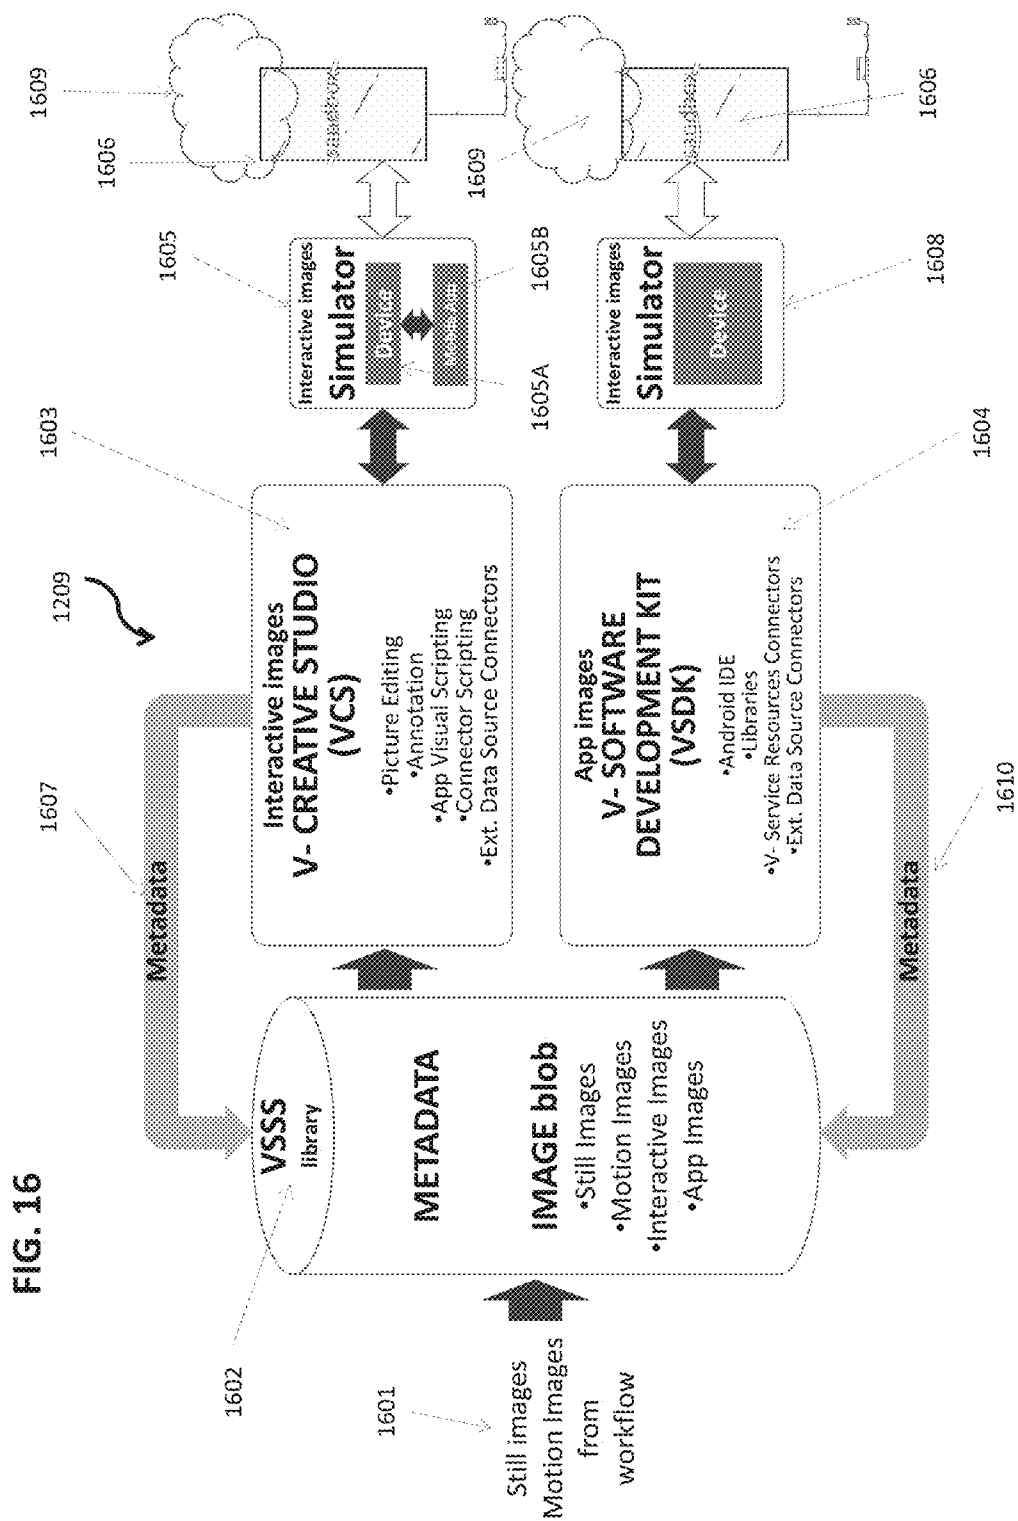 FIG. 16
1209
1601
Still images
Motion Images
from
workflow
1602
VSSS
library
METADATA
IMAGE blob
•Still Images
•Motion Images
•Interactive Images
•App Images
1607
Metadata
1603
Interactive images
V- CREATIVE STUDIO
(VCS)
•Picture Editing
•Annotation
•App Visual Scripting
•Connector Scripting
•Ext. Data Source Connectors
App images
V- SOFTWARE
DEVELOPMENT KIT
(VSDK)
•Android IDE
•Libraries
•V- Service Resources Connectors
•Ext. Data Source Connectors
1604
Metadata
1610
1605
Interactive images
Simulator
Device
1605A
1605B
Interactive images
Simulator
Device
1608
1609
1606
sandbox
1609
sandbox
1606